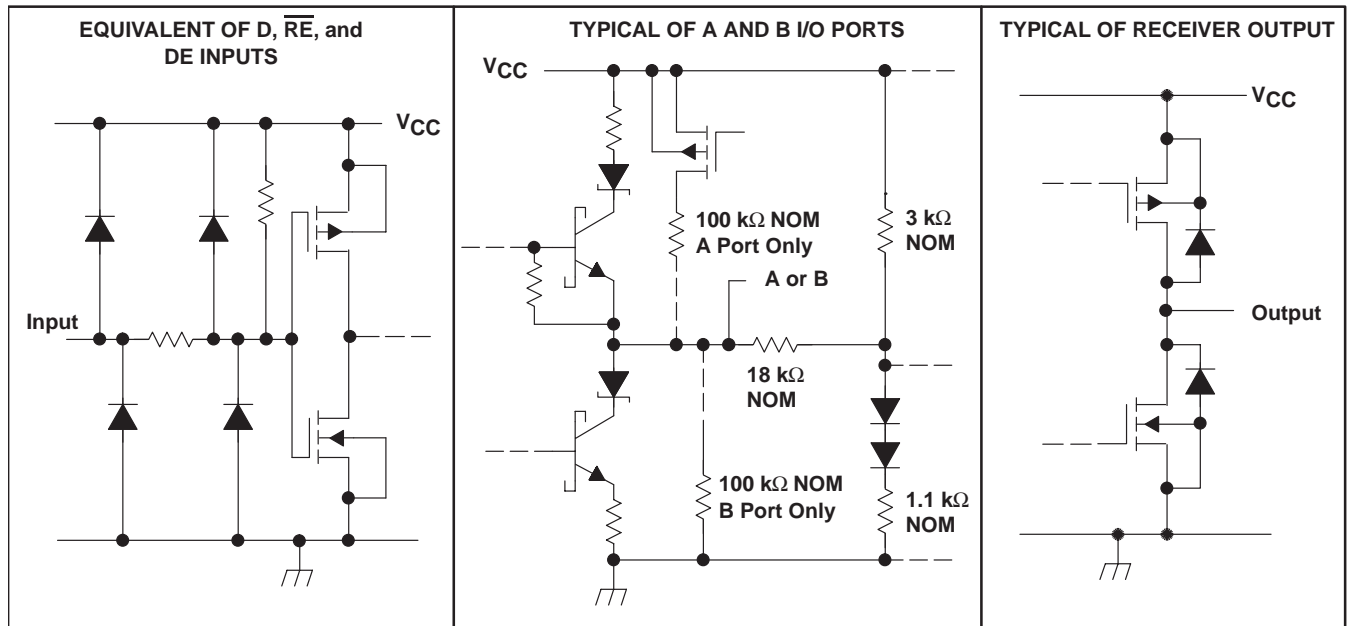 EQUIVALENT OF D, RE, and
DE INPUTS
VCC
Input
TYPICAL OF A AND B I/O PORTS
VCC
100 kΩ NOM
A Port Only
3 kΩ
NOM
A or B
18 kΩ
NOM
100 kΩ NOM
B Port Only
1.1 kΩ
NOM
TYPICAL OF RECEIVER OUTPUT
VCC
Output